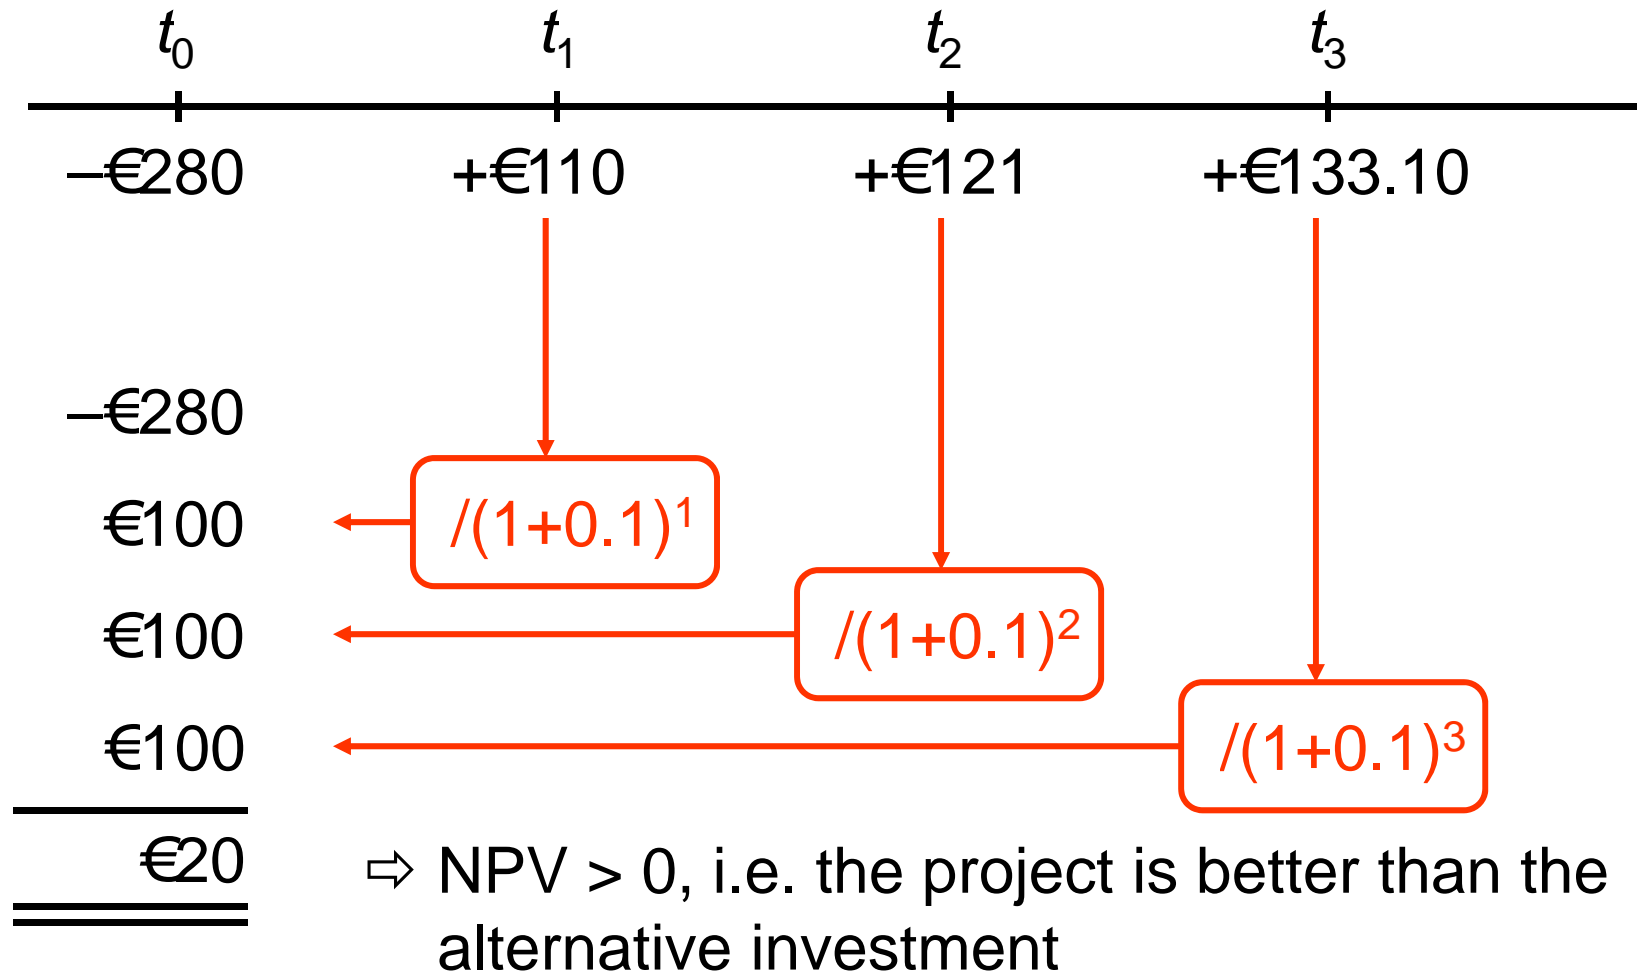 t₀ t₁ t₂ t₃
–€280 +€110 +€121 +€133.10
–€280
€100 /(1+0.1)¹
€100 /(1+0.1)²
€100 /(1+0.1)³
€20 ⇨ NPV > 0, i.e. the project is better than the
alternative investment